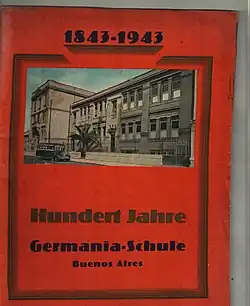 1843-1943
Hundert Jahre
Germania-Schule
Buenos Aires